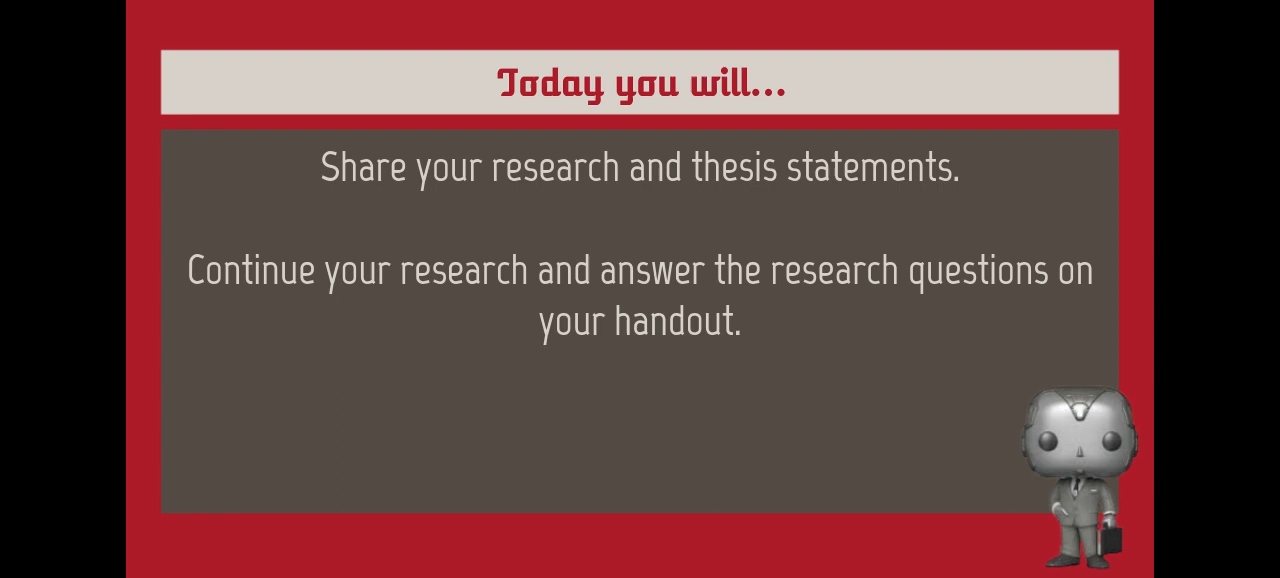 Today you will...
Share your research and thesis statements.
Continue your research and answer the research questions on
your handout.